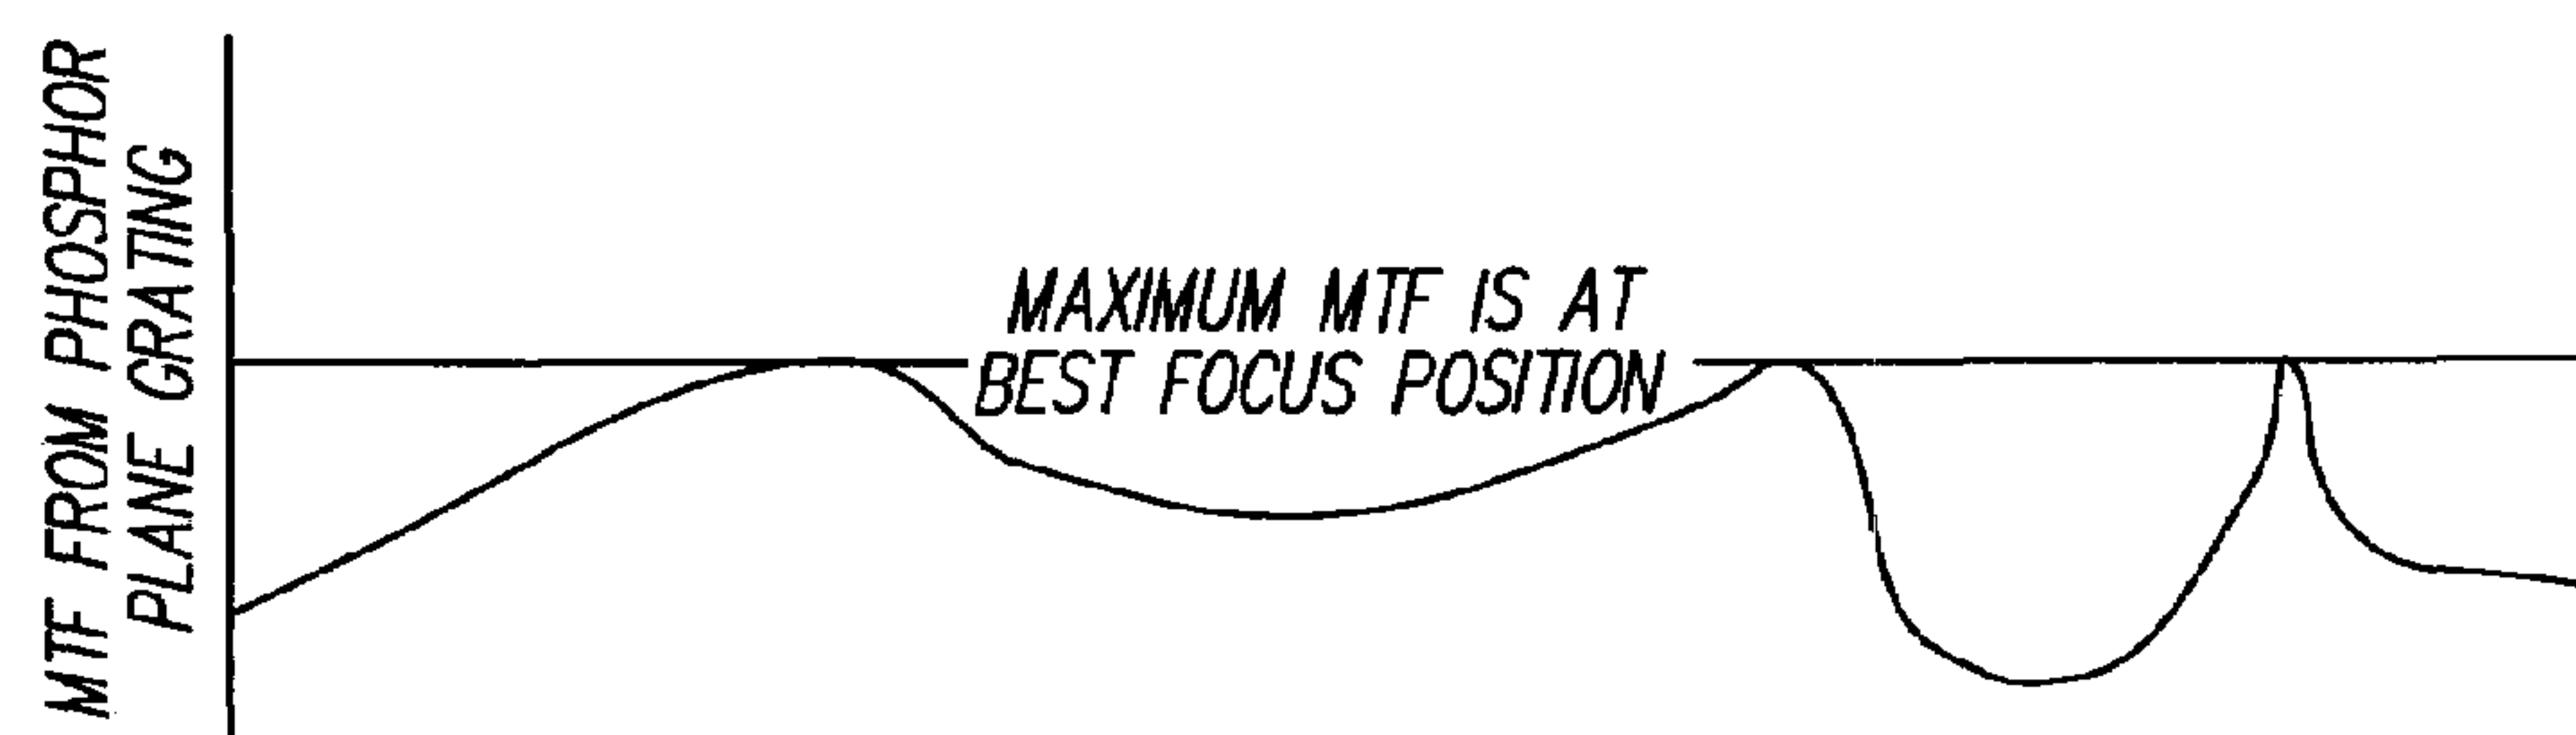 MTF FROM PHOSPHOR
PLANE GRATING
MAXIMUM MTF IS AT
BEST FOCUS POSITION